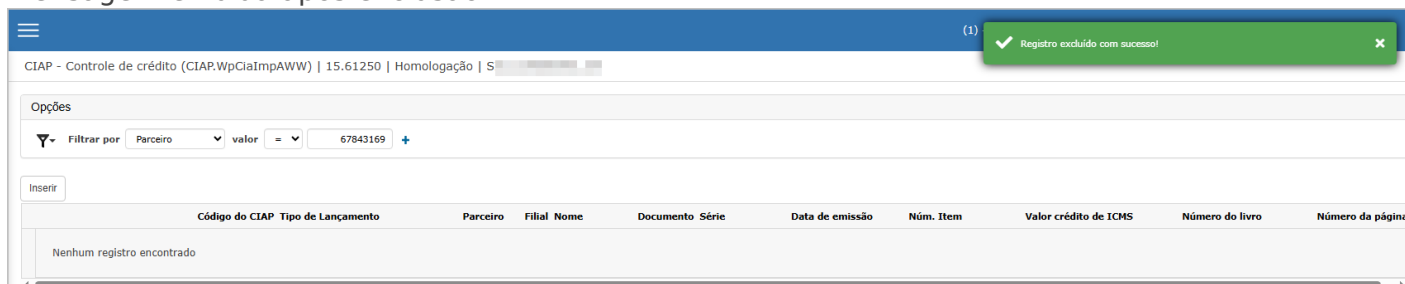 (1)
Registro excluído com sucesso!
CIAP - Controle de crédito (CIAP.WpCiaImpAWW) | 15.61250 | Homologação | S
Opções
Filtrar por Parceiro valor = 67843169 +
Inserir
Código do CIAP Tipo de Lançamento Parceiro Filial Nome Documento Série Data de emissão Núm. Item Valor crédito de ICMS Número do livro Número da página
Nenhum registro encontrado